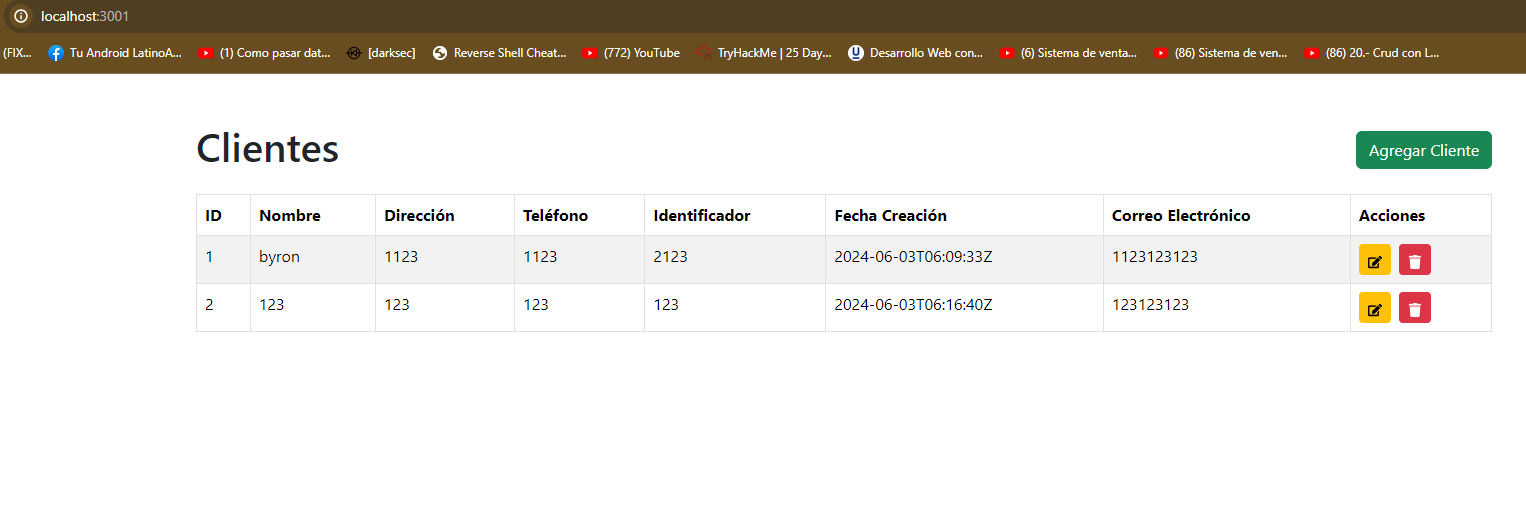 localhost:3001
(FIX... Tu Android LatinoA... (1) Como pasar dat... [darksec] Reverse Shell Cheat... (772) YouTube TryHackMe | 25 Day... Desarrollo Web con... (6) Sistema de venta... (86) Sistema de ven... (86) 20.- Crud con L...
Clientes
Agregar Cliente
ID Nombre Dirección Teléfono Identificador Fecha Creación Correo Electrónico Acciones
1 byron 1123 1123 2123 2024-06-03T06:09:33Z 1123123123
2 123 123 123 123 2024-06-03T06:16:40Z 123123123